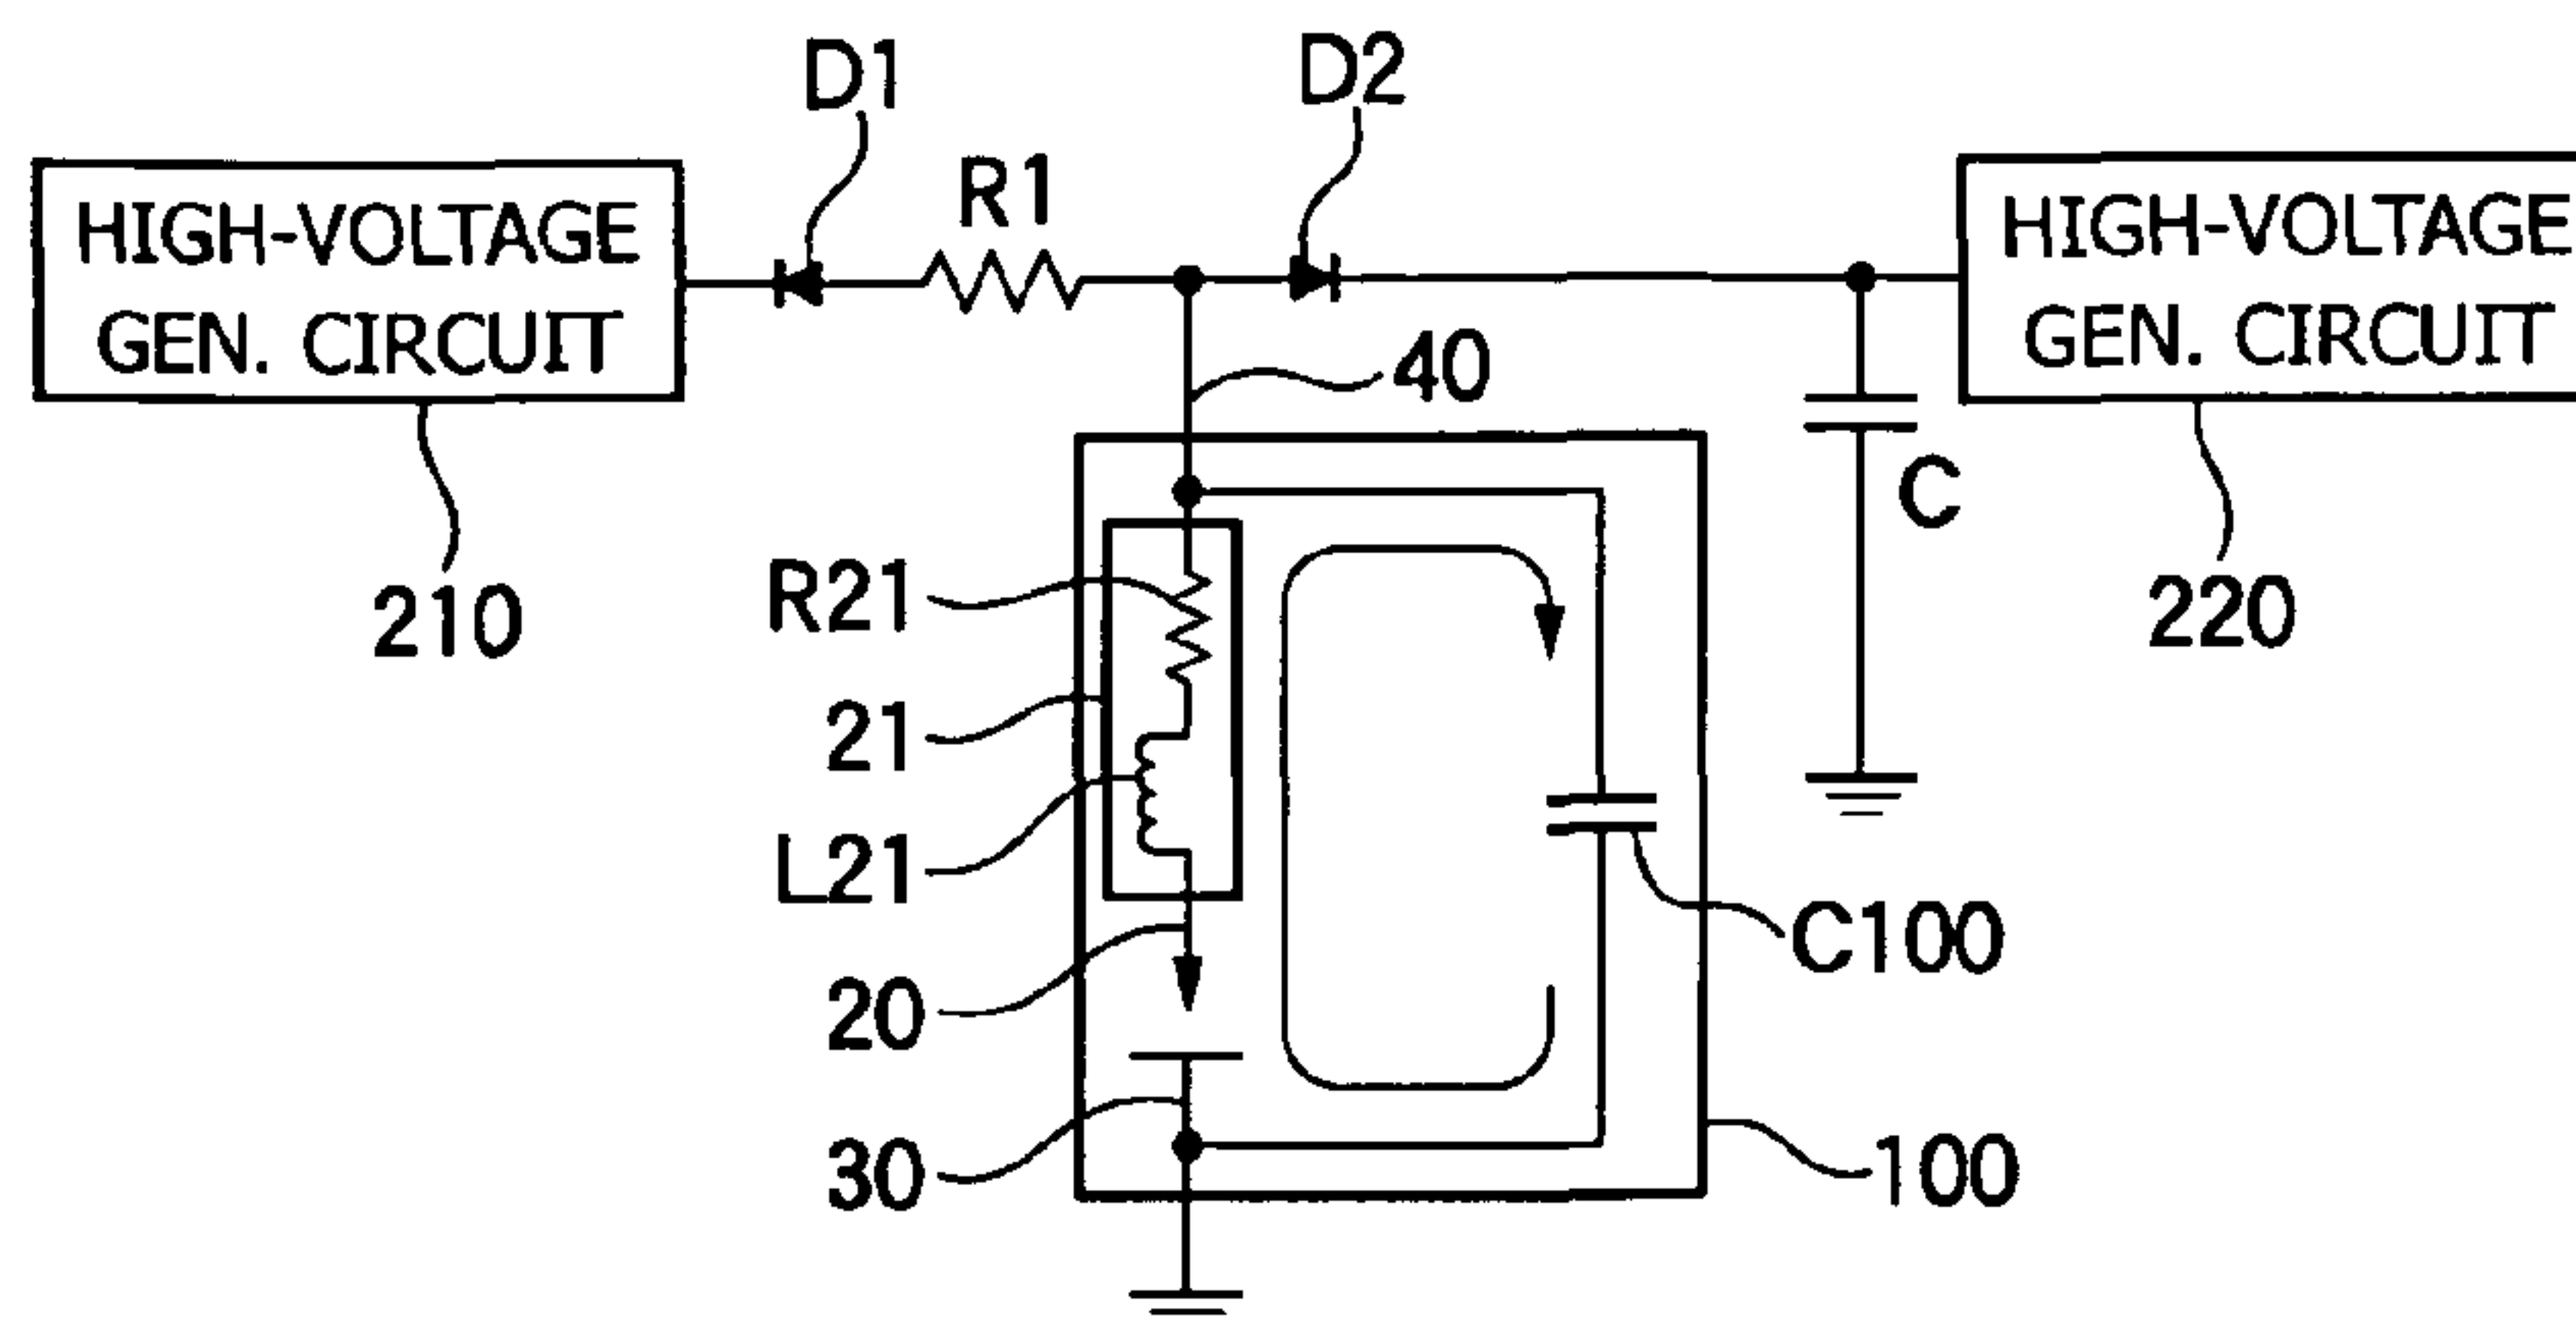 D1
D2
R1
HIGH-VOLTAGE
GEN. CIRCUIT
HIGH-VOLTAGE
GEN. CIRCUIT
40
C
R21
210
220
21
L21
C100
20
30
100